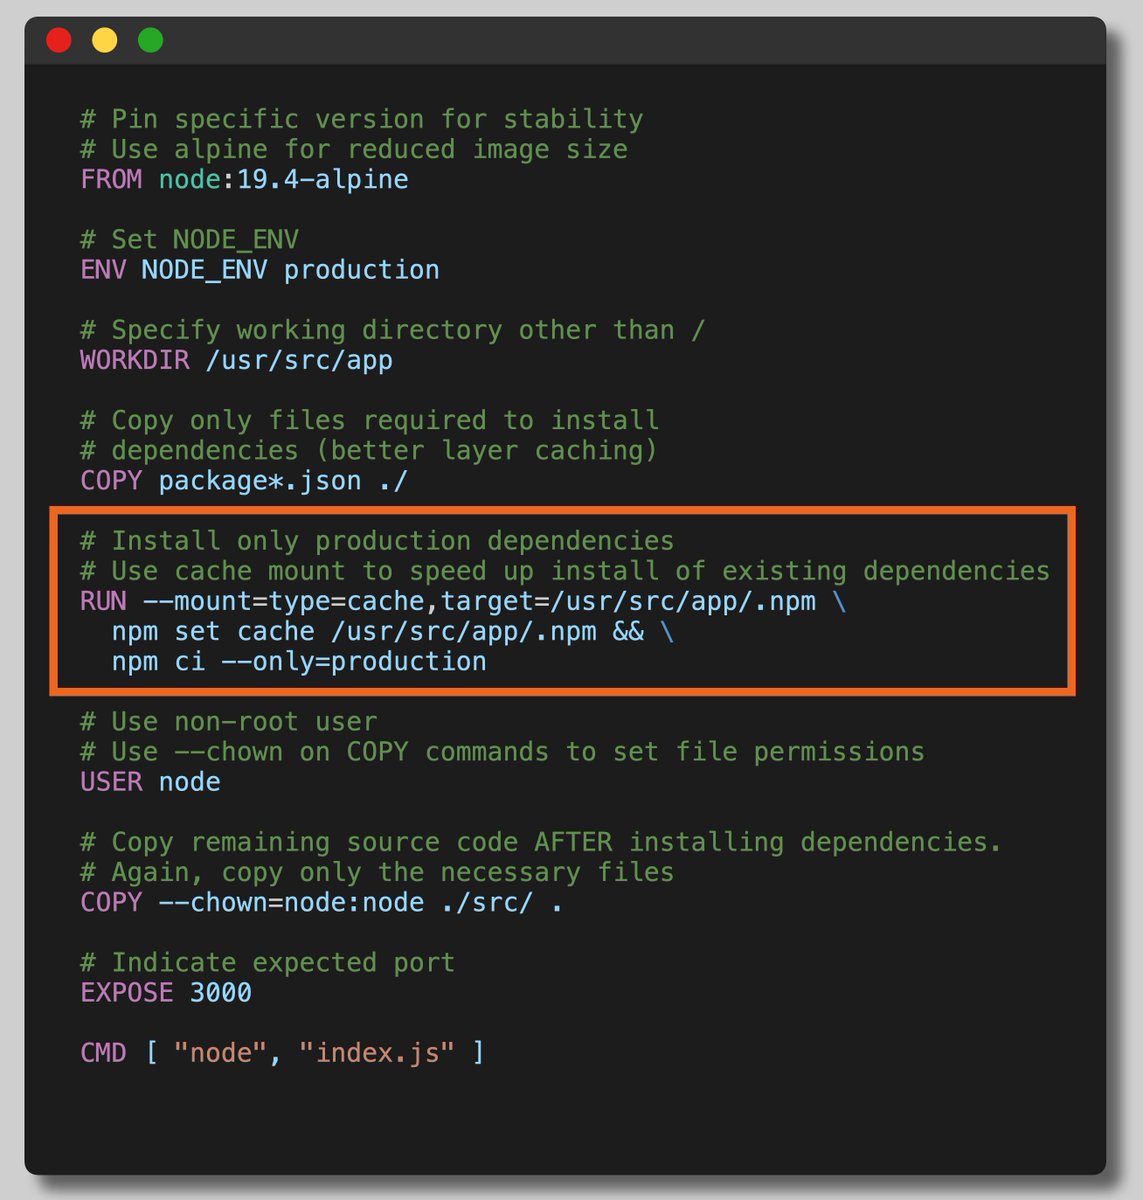 # Pin specific version for stability
# Use alpine for reduced image size
FROM node:19.4-alpine
# Set NODE_ENV
ENV NODE_ENV production
# Specify working directory other than /
WORKDIR /usr/src/app
# Copy only files required to install
# dependencies (better layer caching)
COPY package*.json ./
# Install only production dependencies
# Use cache mount to speed up install of existing dependencies
RUN --mount=type=cache,target=/usr/src/app/.npm \
  npm set cache /usr/src/app/.npm && \
  npm ci --only=production
# Use non-root user
# Use --chown on COPY commands to set file permissions
USER node
# Copy remaining source code AFTER installing dependencies.
# Again, copy only the necessary files
COPY --chown=node:node ./src/ .
# Indicate expected port
EXPOSE 3000
CMD [ "node", "index.js" ]